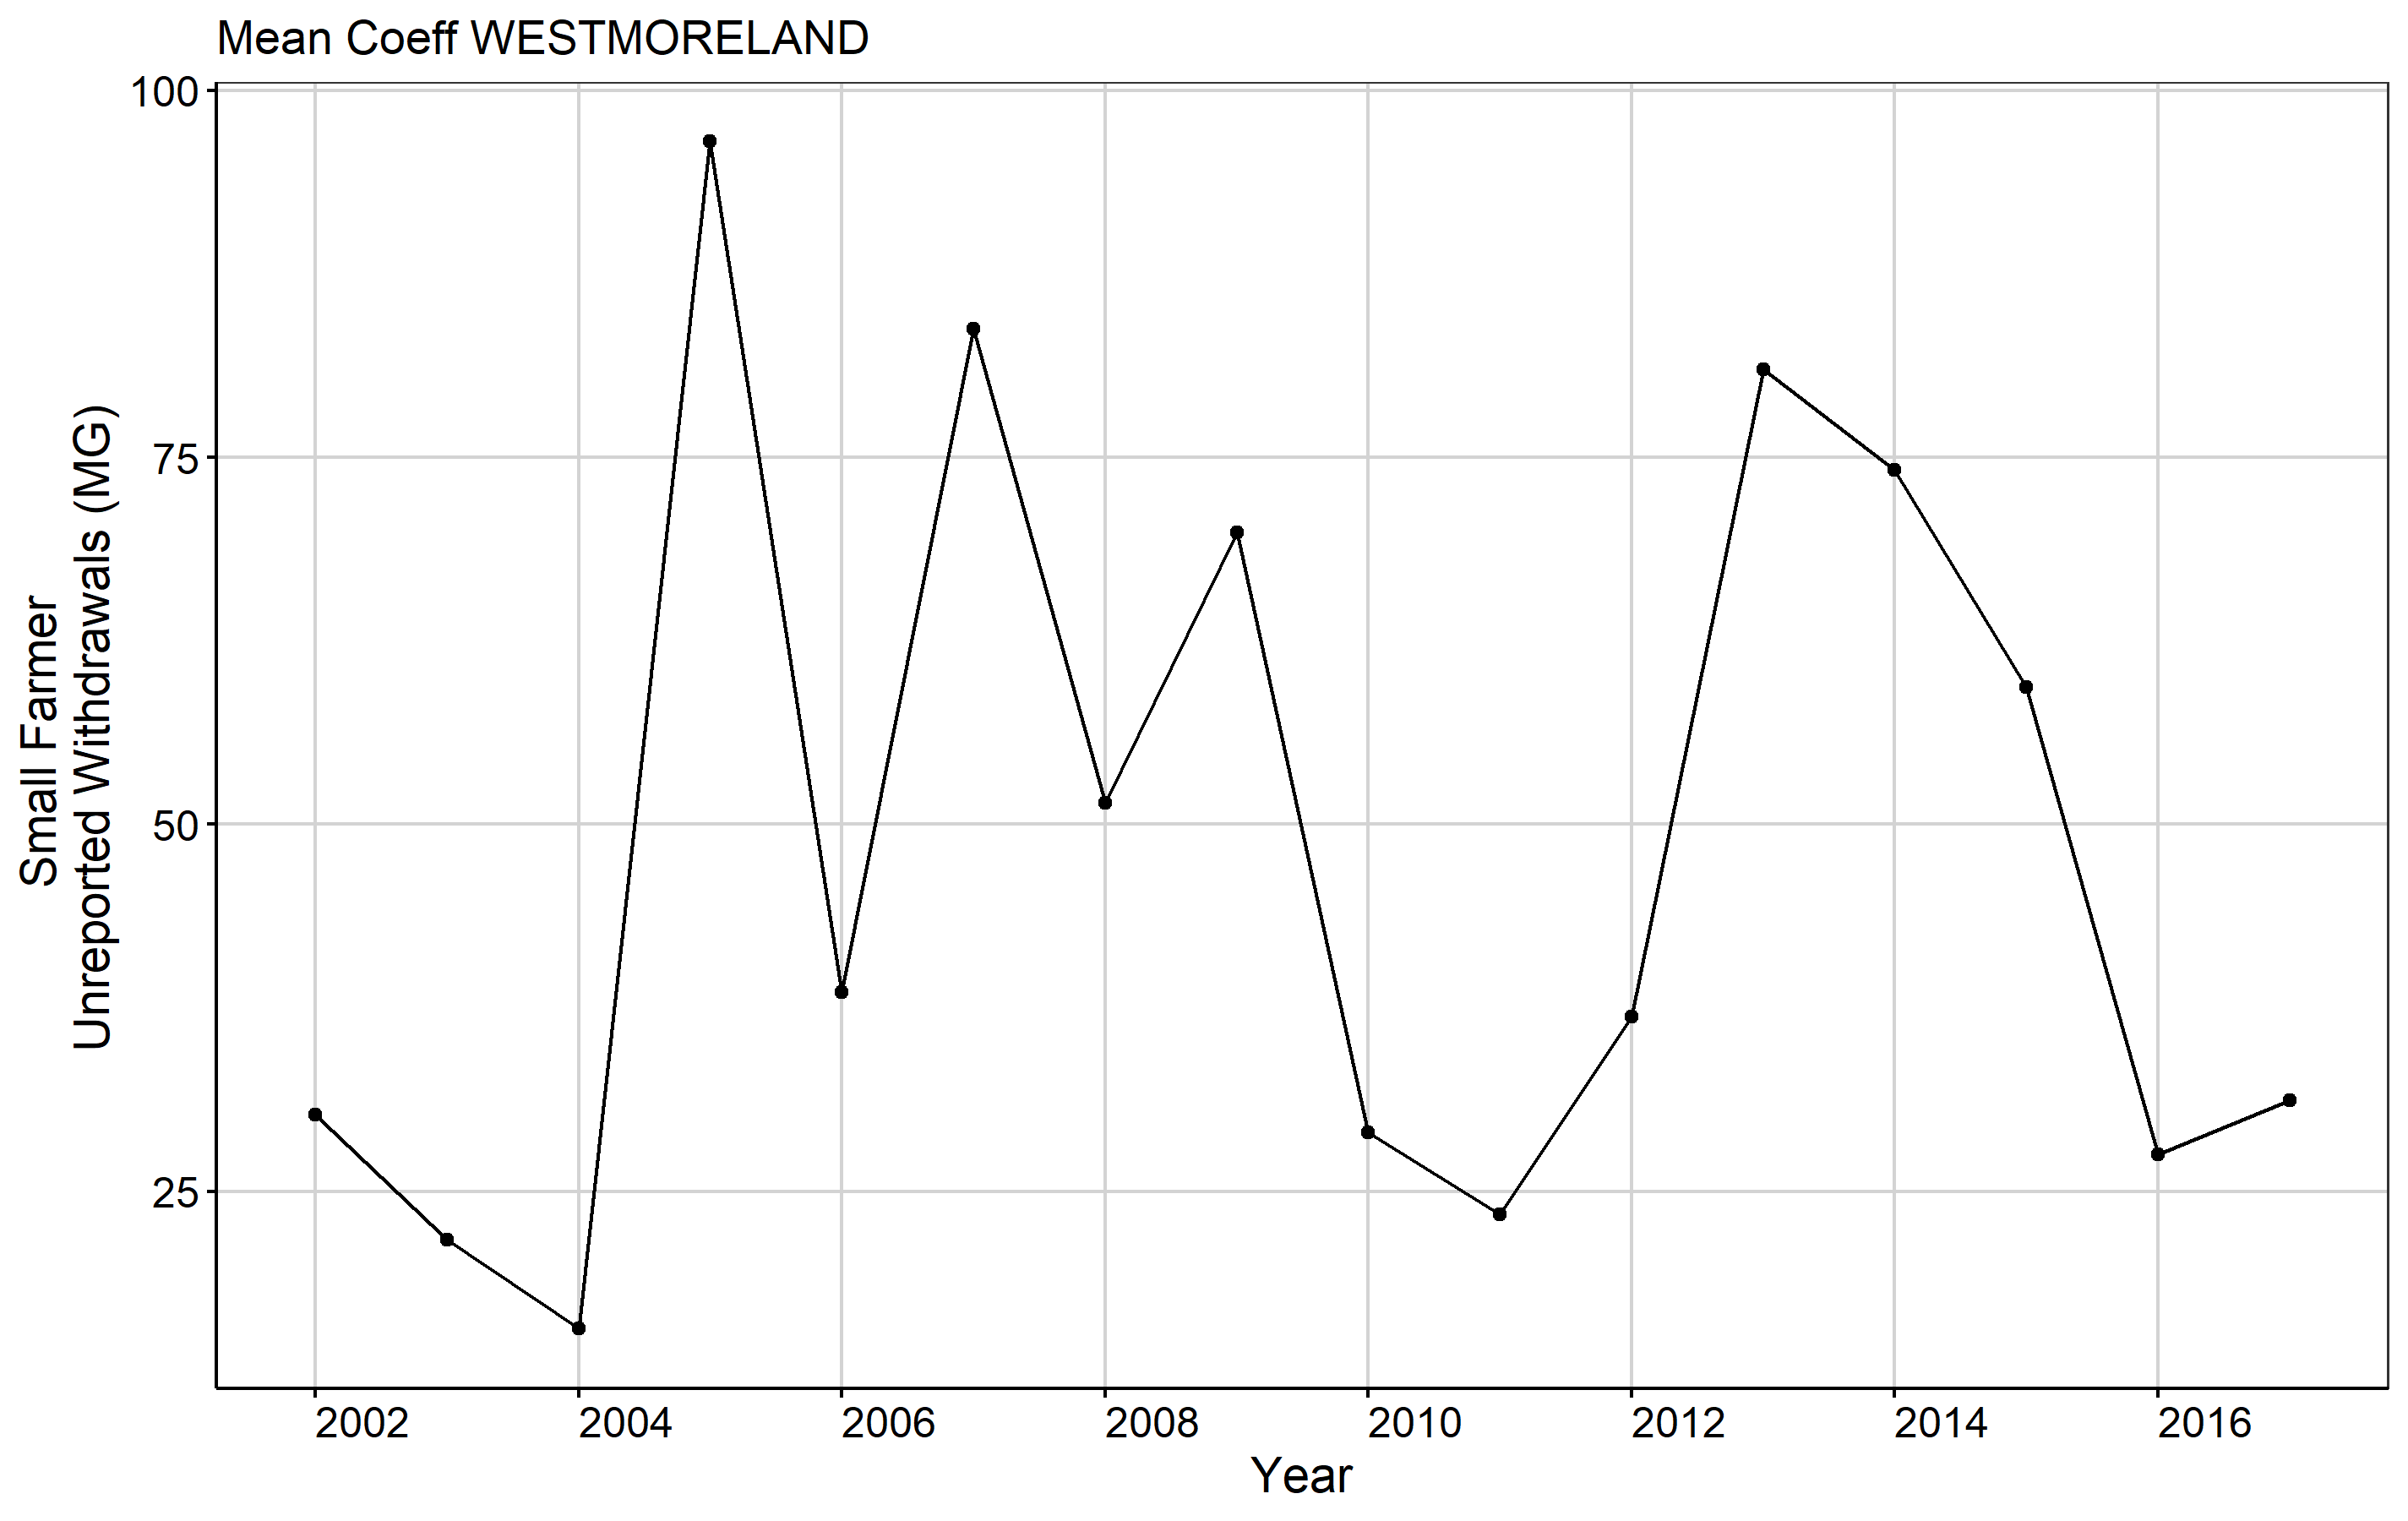 Mean Coeff WESTMORELAND
Small Farmer
Unreported Withdrawals (MG)
100
75
50
25
2002 2004 2006 2008 2010 2012 2014 2016
Year